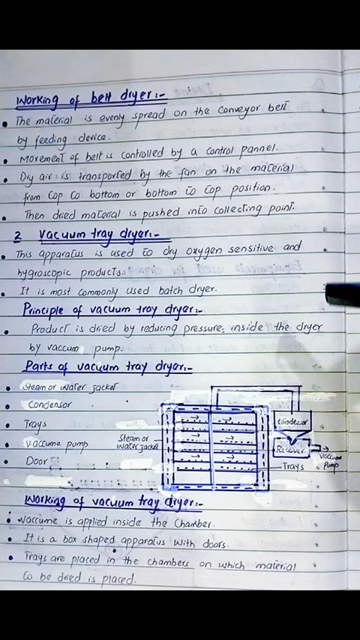 Working of belt dryer:-
• The material is evenly spread on the conveyor belt
by feeding device.
• Movement of belt is controlled by a control pannel.
• Dry air is transported by the fan on the material
from top to bottom or bottom to top position.
• Then dried material is pushed into collecting point.
2 Vacuum tray dryer:-
• This apparatus is used to dry oxygen sensitive and
hygroscopic products.
• It is most commonly used batch dryer.
Principle of vacuum tray dryer:-
• Product is dried by reducing pressure inside the dryer
by vaccum pump.
Parts of vacuum tray dryer:-
• Steam or water jacket
• Condensor
• Trays
• vaccume pump
• Door
Steam or
water jacket
Condensor
Reciever
Vaccume
Pump
Trays
Working of vacuum tray dryer:-
• Vaccume is applied inside the chamber.
• It is a box shaped apparatus with doors.
• Trays are placed in the chambers on which material
to be dried is placed.